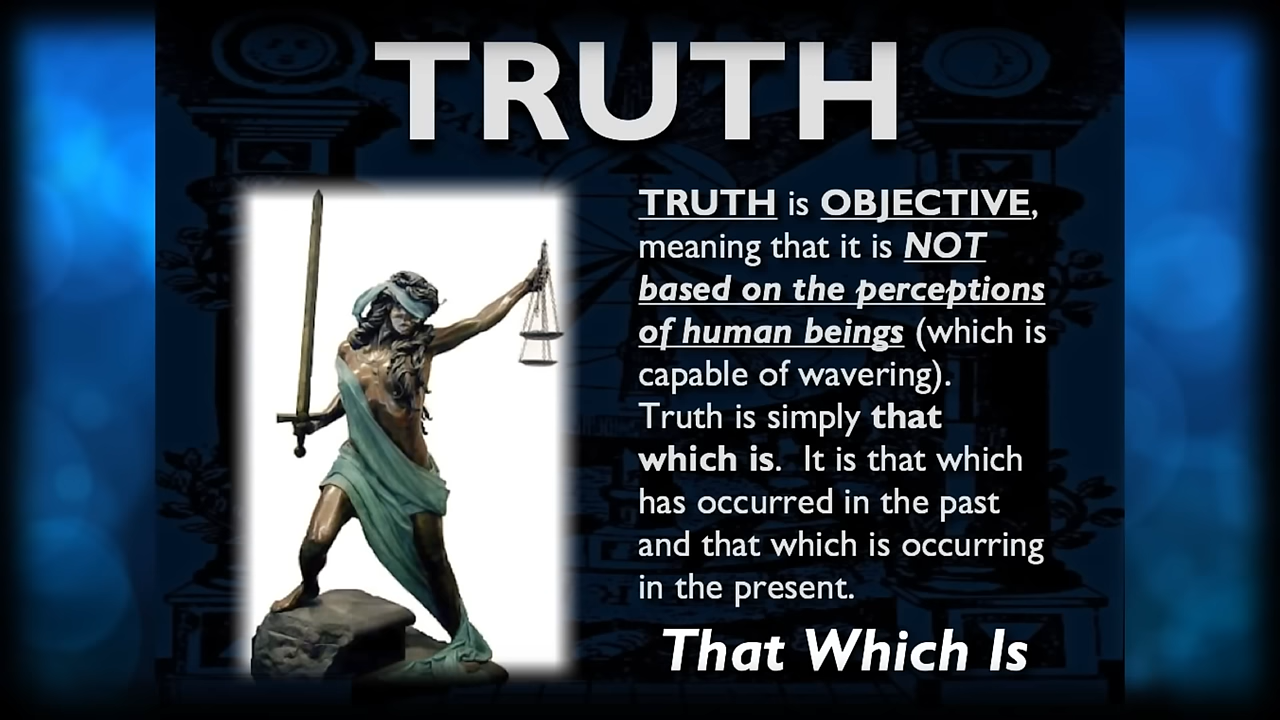 TRUTH
TRUTH is OBJECTIVE,
meaning that it is NOT
based on the perceptions
of human beings (which is
capable of wavering).
Truth is simply that
which is.  It is that which
has occurred in the past
and that which is occurring
in the present.
That Which Is